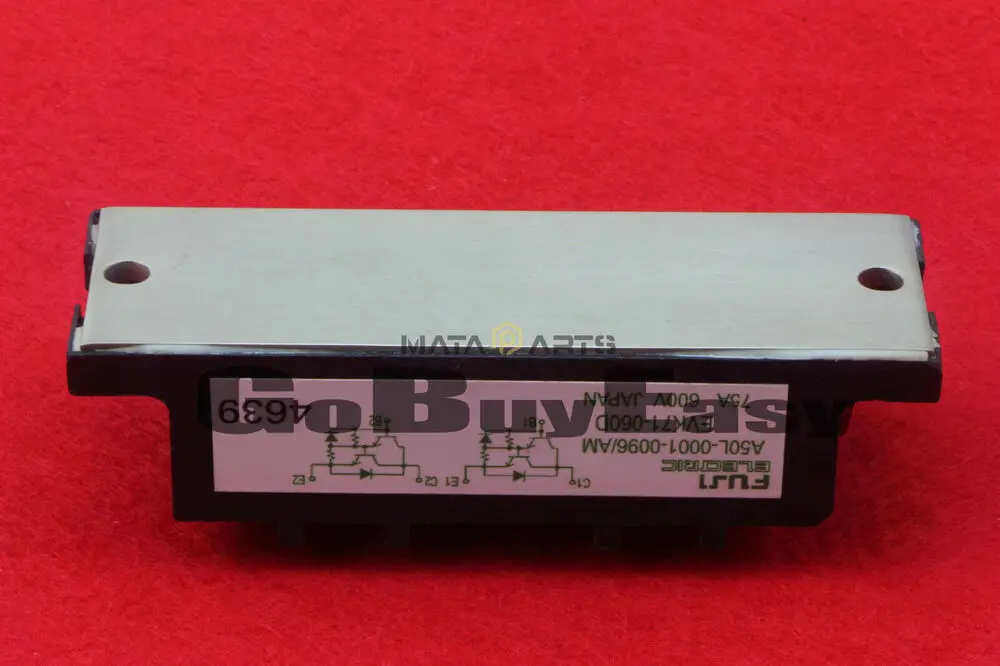 MATA PARTS
GoBuyEasy
FUJI
ELECTRIC
A50L-0001-0096/AM
EVK71-060D
75A 600V JAPAN
4639
C1 E1 C2 E2
B1 B2